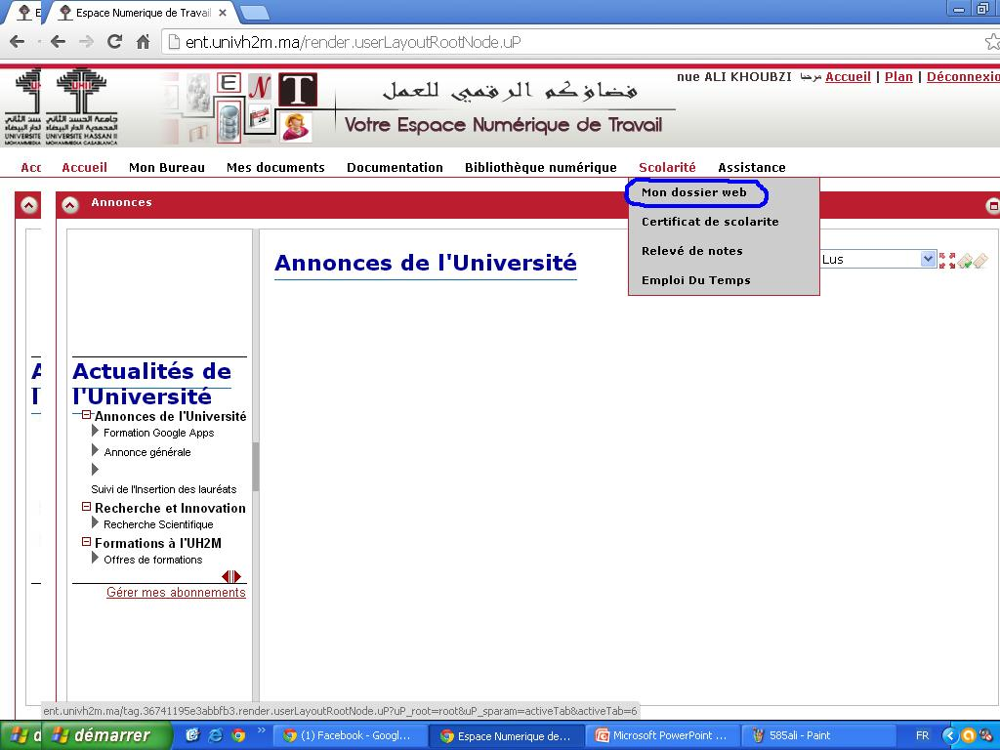 E
Espace Numerique de Travail
ent.univh2m.ma/render.userLayoutRootNode.uP
E N T
nue ALI KHOUBZI مرحبا Accueil | Plan | Déconnexio
فضاؤكم الرقمي للعمل
Votre Espace Numérique de Travail
جامعة الحسن الثاني
المحمدية الدار البيضاء
UNIVERSITE HASSAN II
MOHAMMEDIA CASABLANCA
Acc Accueil Mon Bureau Mes documents Documentation Bibliothèque numérique Scolarité Assistance
Mon dossier web
Certificat de scolarite
Relevé de notes
Emploi Du Temps
Annonces
Annonces de l'Université
Lus
Actualités de
l'Université
Annonces de l'Université
Formation Google Apps
Annonce générale
Suivi de l'Insertion des lauréats
Recherche et Innovation
Recherche Scientifique
Formations à l'UH2M
Offres de formations
Gérer mes abonnements
ent.univh2m.ma/tag.36741195e3abbfb3.render.userLayoutRootNode.uP?uP_root=root&uP_sparam=activeTab&activeTab=6
d démarrer
(1) Facebook - Googl...
Espace Numerique de...
Microsoft PowerPoint ...
585ali - Paint
FR